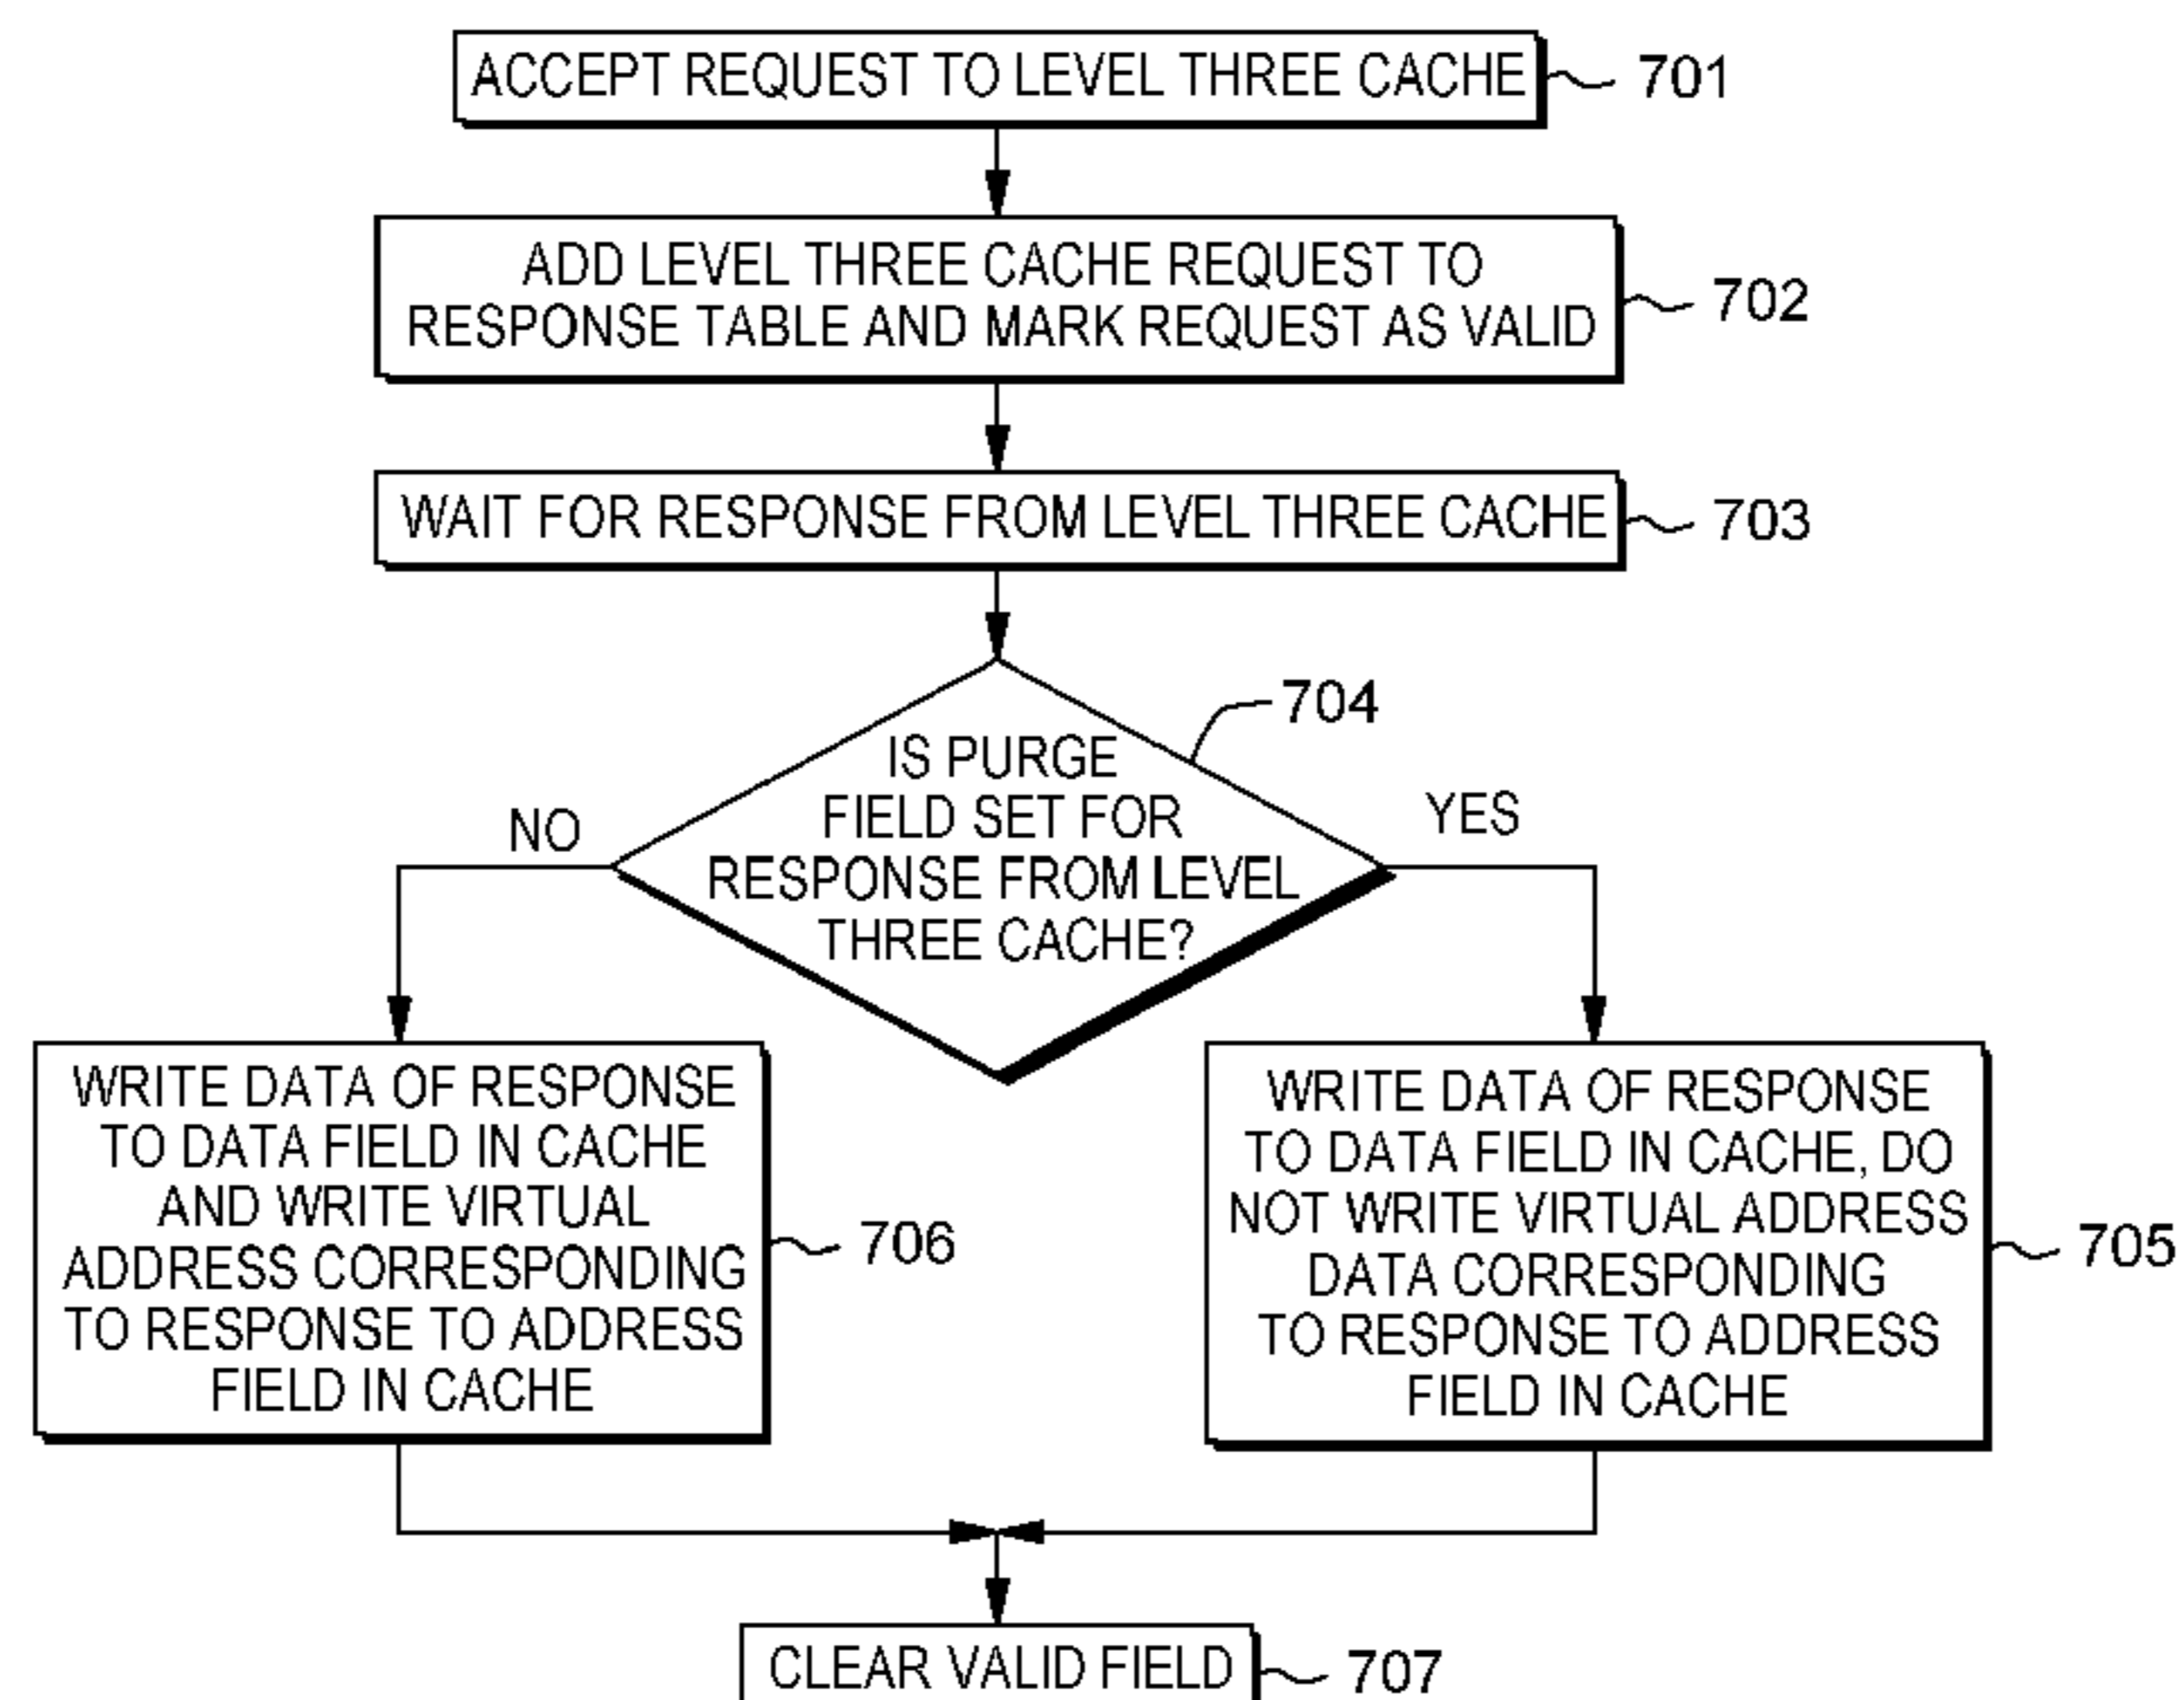 ACCEPT REQUEST TO LEVEL THREE CACHE
701
ADD LEVEL THREE CACHE REQUEST TO
RESPONSE TABLE AND MARK REQUEST AS VALID
702
WAIT FOR RESPONSE FROM LEVEL THREE CACHE
703
704
IS PURGE
FIELD SET FOR
RESPONSE FROM LEVEL
THREE CACHE?
NO
YES
WRITE DATA OF RESPONSE
TO DATA FIELD IN CACHE
AND WRITE VIRTUAL
ADDRESS CORRESPONDING
TO RESPONSE TO ADDRESS
FIELD IN CACHE
706
WRITE DATA OF RESPONSE
TO DATA FIELD IN CACHE, DO
NOT WRITE VIRTUAL ADDRESS
DATA CORRESPONDING
TO RESPONSE TO ADDRESS
FIELD IN CACHE
705
CLEAR VALID FIELD
707